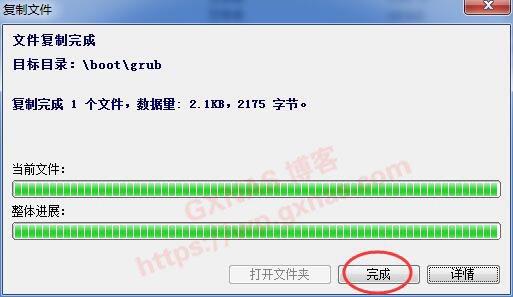 复制文件
文件复制完成
目标目录：\boot\grub
复制完成 1 个文件，数据量: 2.1KB，2175 字节。
当前文件：
整体进展：
GXNAS 博客
https://wp.gxnas.com
打开文件夹
完成
详情